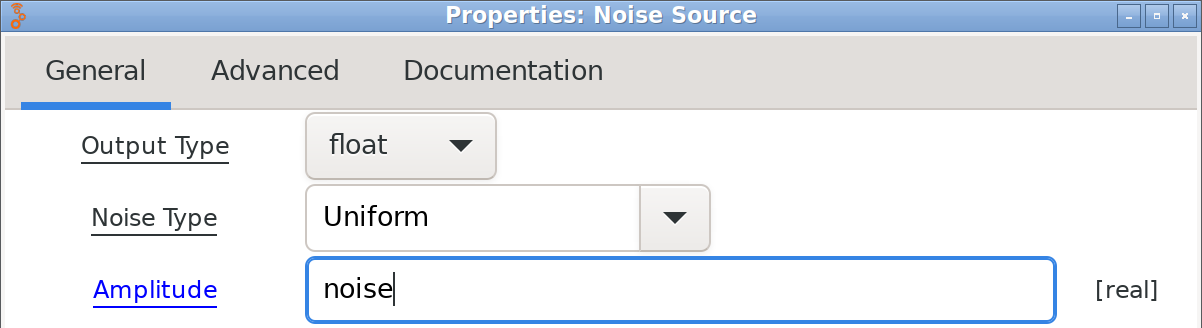 Properties: Noise Source
General Advanced Documentation
Output Type float
Noise Type Uniform
Amplitude noise [real]